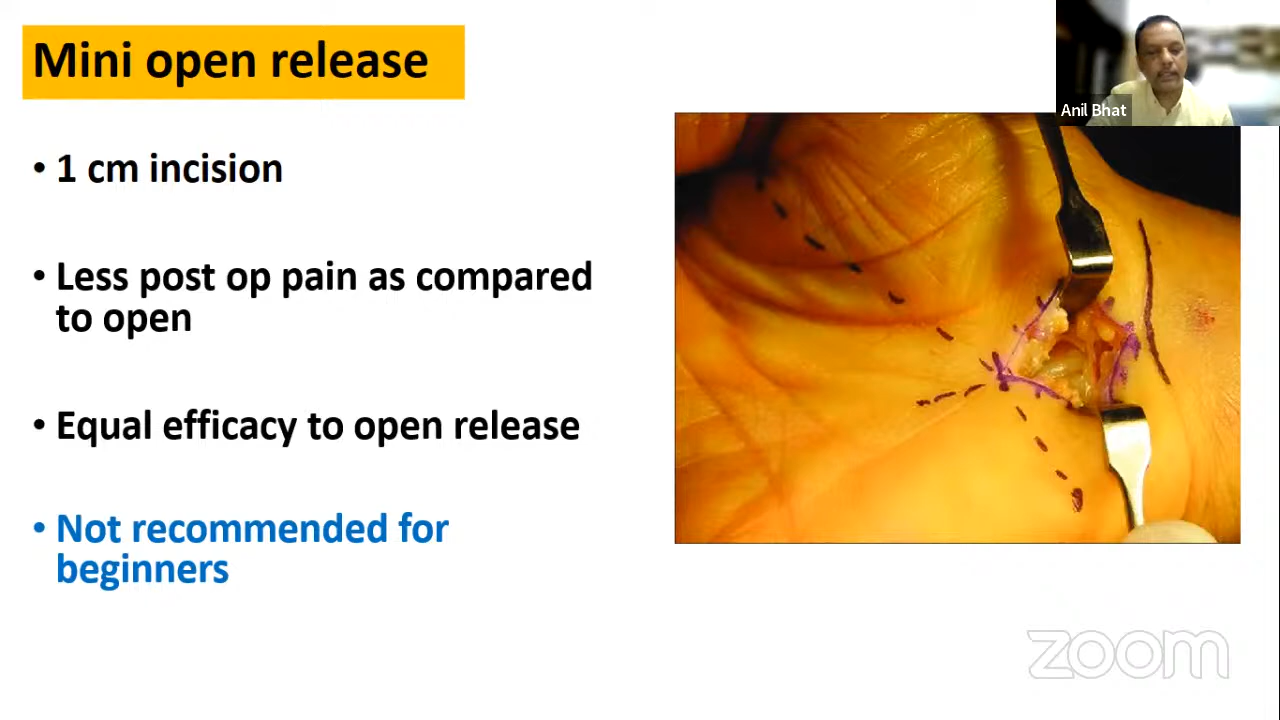 Mini open release
Anil Bhat
• 1 cm incision
• Less post op pain as compared
to open
• Equal efficacy to open release
• Not recommended for
beginners
zoom